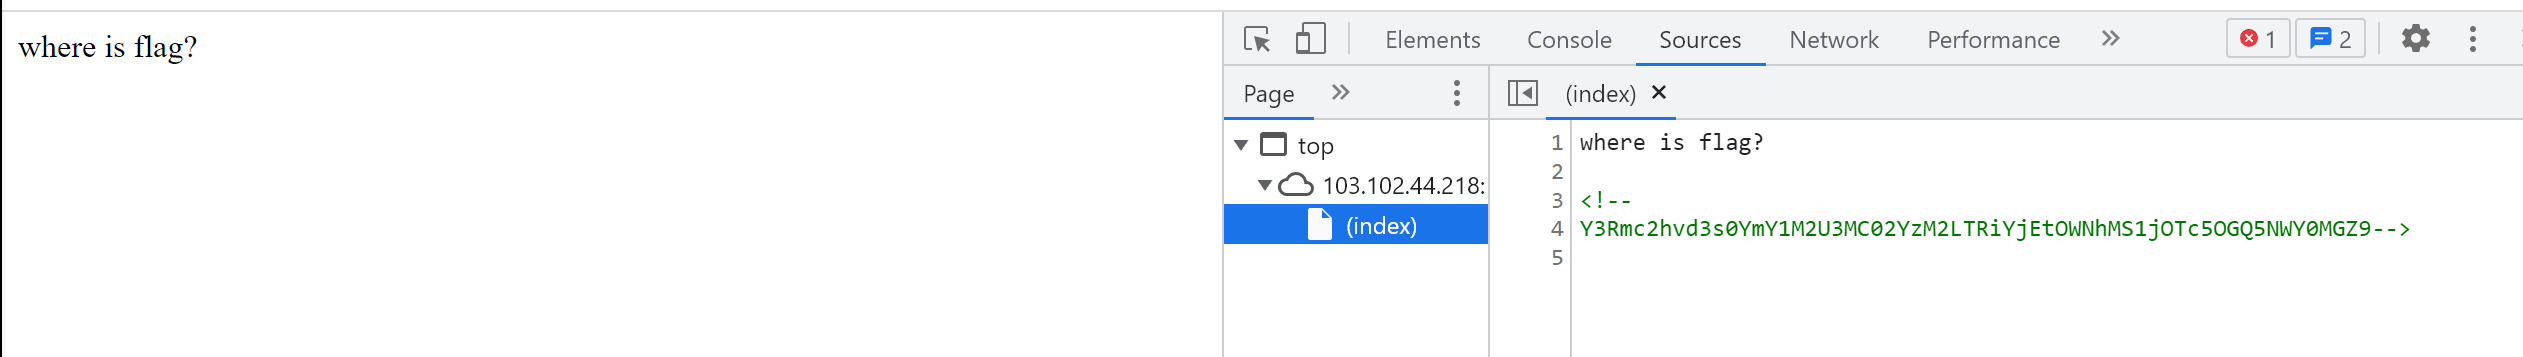 where is flag?
Elements Console Sources Network Performance » 1 2
Page » (index) ×
top
103.102.44.218:
(index)
1 where is flag?
2
3 <!--
4 Y3Rmc2hvd3s0YmY1M2U3MC02YzM2LTRiYjEtOWNhMS1jOTc5OGQ5NWY0MGZ9-->
5